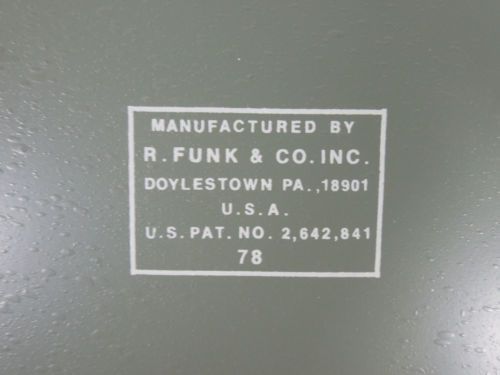 MANUFACTURED BY
R. FUNK & CO. INC.
DOYLESTOWN PA.,18901
U.S.A.
U.S. PAT. NO. 2,642,841
78